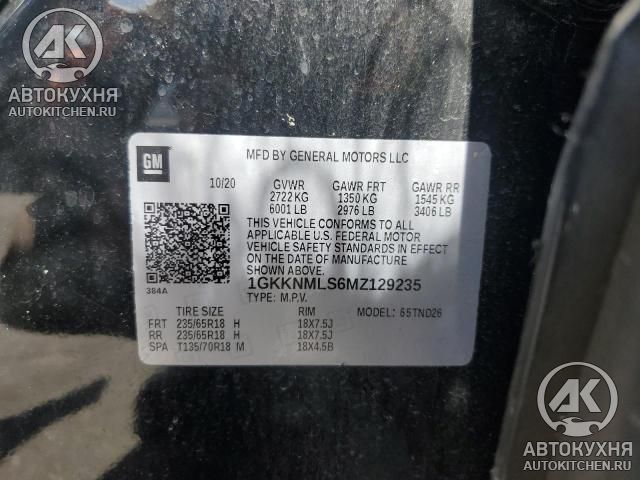 AK
АВТОКУХНЯ
AUTOKITCHEN.RU
GM
MFD BY GENERAL MOTORS LLC
10/20 GVWR GAWR FRT GAWR RR
2722 KG 1350 KG 1545 KG
6001 LB 2976 LB 3406 LB
THIS VEHICLE CONFORMS TO ALL
APPLICABLE U.S. FEDERAL MOTOR
VEHICLE SAFETY STANDARDS IN EFFECT
ON THE DATE OF MANUFACTURE
SHOWN ABOVE.
384A
1GKKNMLS6MZ129235
TYPE: M.P.V.
TIRE SIZE RIM MODEL: 65TND26
FRT 235/65R18 H 18X7.5J
RR 235/65R18 H 18X7.5J
SPA T135/70R18 M 18X4.5B
AK
АВТОКУХНЯ
AUTOKITCHEN.RU